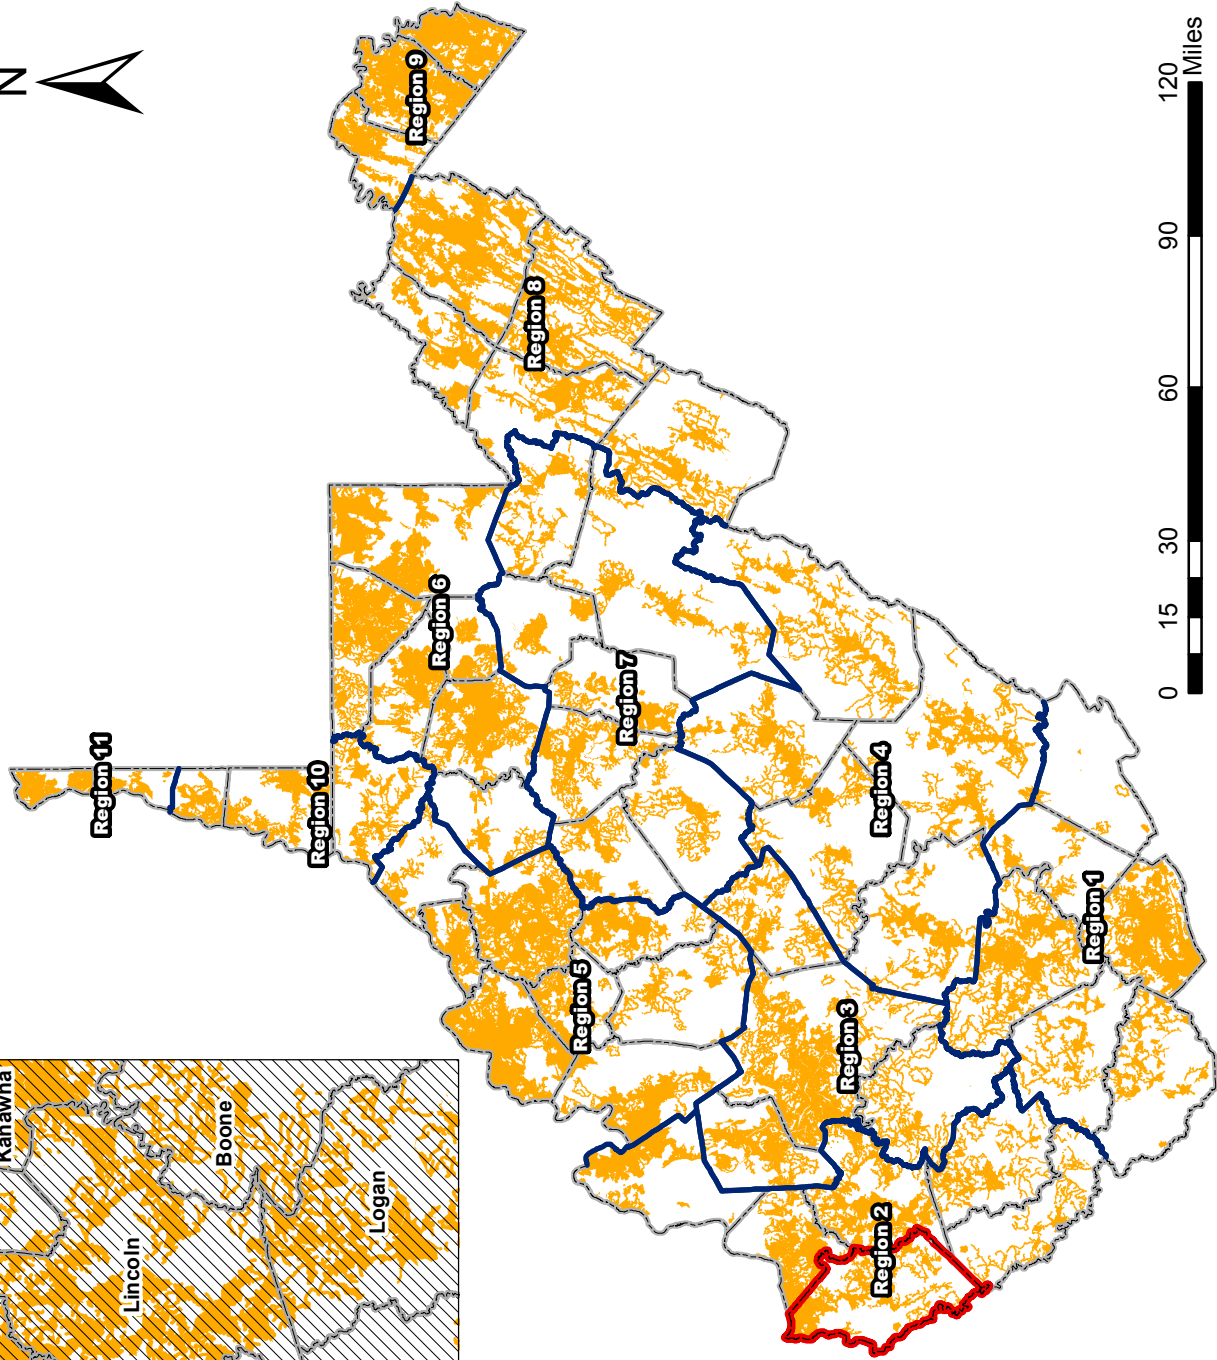 N
Region 9
Region 8
Region 6
Region 7
Region 11
Region 10
Region 4
Region 5
Region 3
Region 1
Region 2
Kanawha
Boone
Lincoln
Logan
0 15 30 60 90 120
Miles